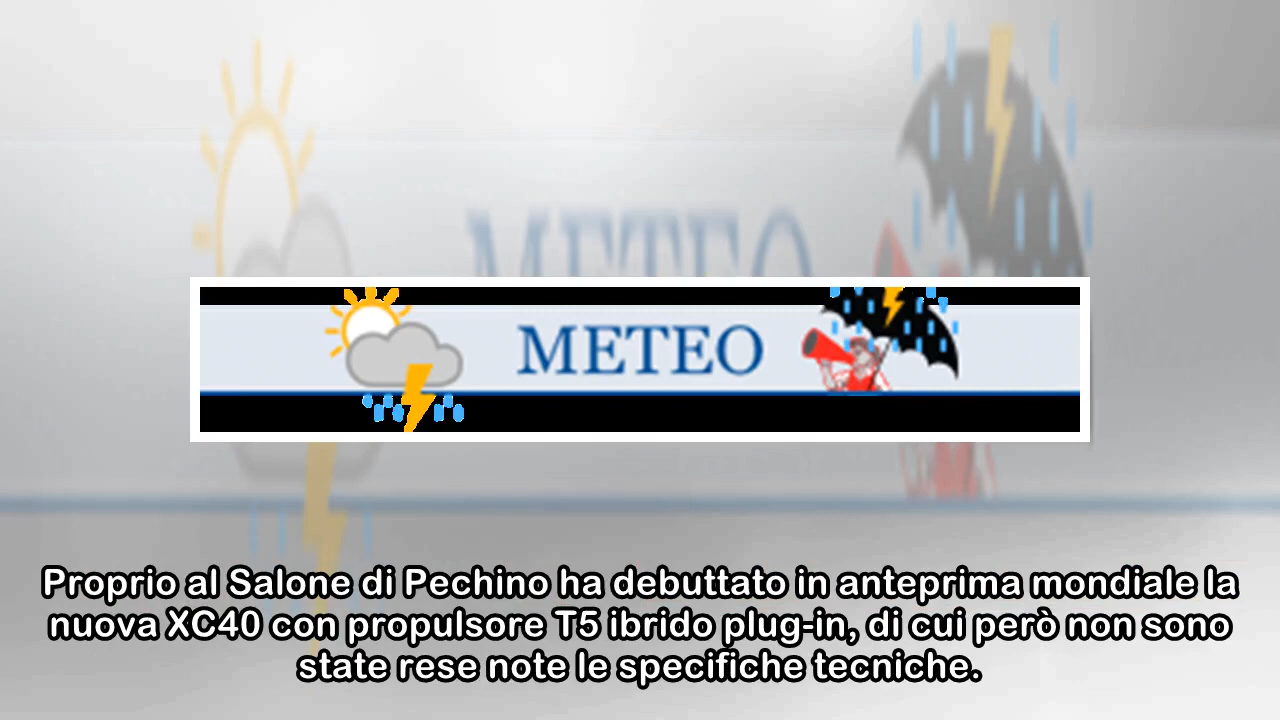 METEO
METEO
Proprio al Salone di Pechino ha debuttato in anteprima mondiale la
nuova XC40 con propulsore T5 ibrido plug-in, di cui però non sono
state rese note le specifiche tecniche.